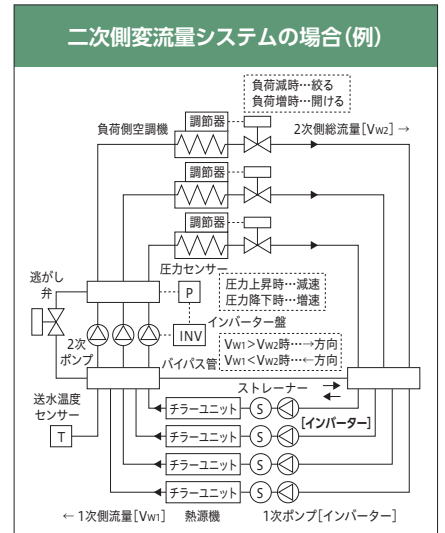 二次側変流量システムの場合(例)
負荷減時…絞る
負荷増時…開ける
調節器
負荷側空調機
2次側総流量[VW2] →
調節器
調節器
圧力センサー
逃がし
弁
P
圧力上昇時…減速
圧力降下時…増速
INV
インバーター盤
2次
ポンプ
VW1>VW2時…→方向
VW1<VW2時…←方向
バイパス管
送水温度
センサー
ストレーナー
T
チラーユニット
S
[インバーター]
チラーユニット
S
チラーユニット
S
チラーユニット
S
← 1次側流量[VW1]
熱源機
1次ポンプ[インバーター]